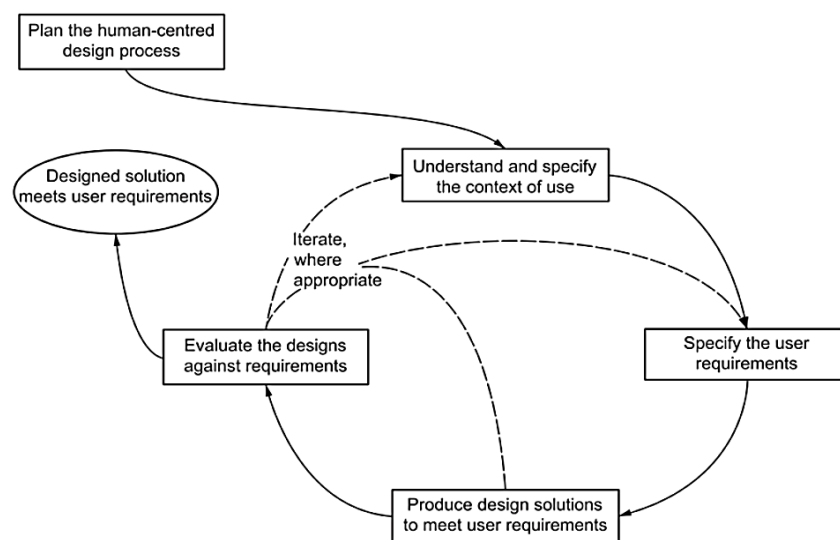 Plan the human-centred
design process
Understand and specify
the context of use
Designed solution
meets user requirements
Iterate,
where
appropriate
Evaluate the designs
against requirements
Specify the user
requirements
Produce design solutions
to meet user requirements